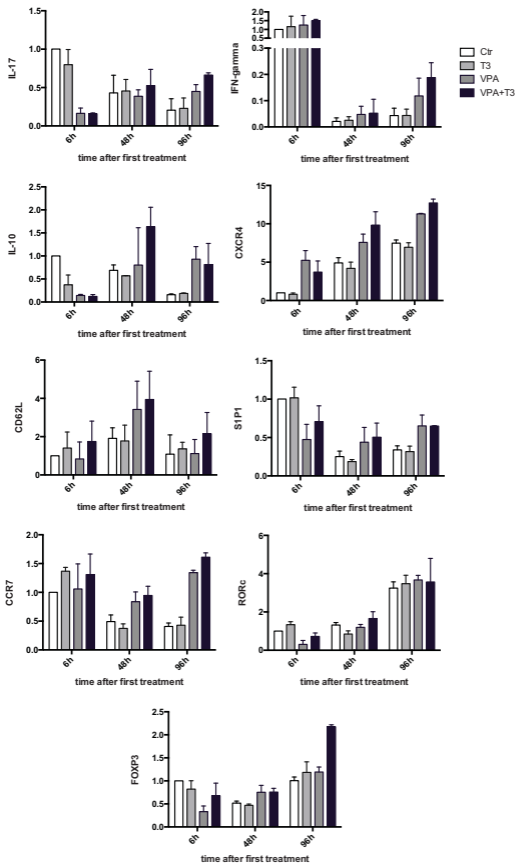 1.5
1.0
0.5
0.0
IL-17
6h
48h
96h
time after first treatment
2.0
1.5
1.0
0.5
0.3
0.2
0.1
0.0
IFN-gamma
6h
48h
96h
time after first treatment
Ctr
T3
VPA
VPA+T3
2.5
2.0
1.5
1.0
0.5
0.0
IL-10
6h
48h
96h
time after first treatment
15
10
5
0
CXCR4
6h
48h
96h
time after first treatment
6
4
2
0
CD62L
6h
48h
96h
time after first treatment
1.5
1.0
0.5
0.0
S1P1
6h
48h
96h
time after first treatment
2.0
1.5
1.0
0.5
0.0
CCR7
6h
48h
96h
time after first treatment
6
4
2
0
RORc
6h
48h
96h
time after first treatment
2.5
2.0
1.5
1.0
0.5
0.0
FOXP3
6h
48h
96h
time after first treatment